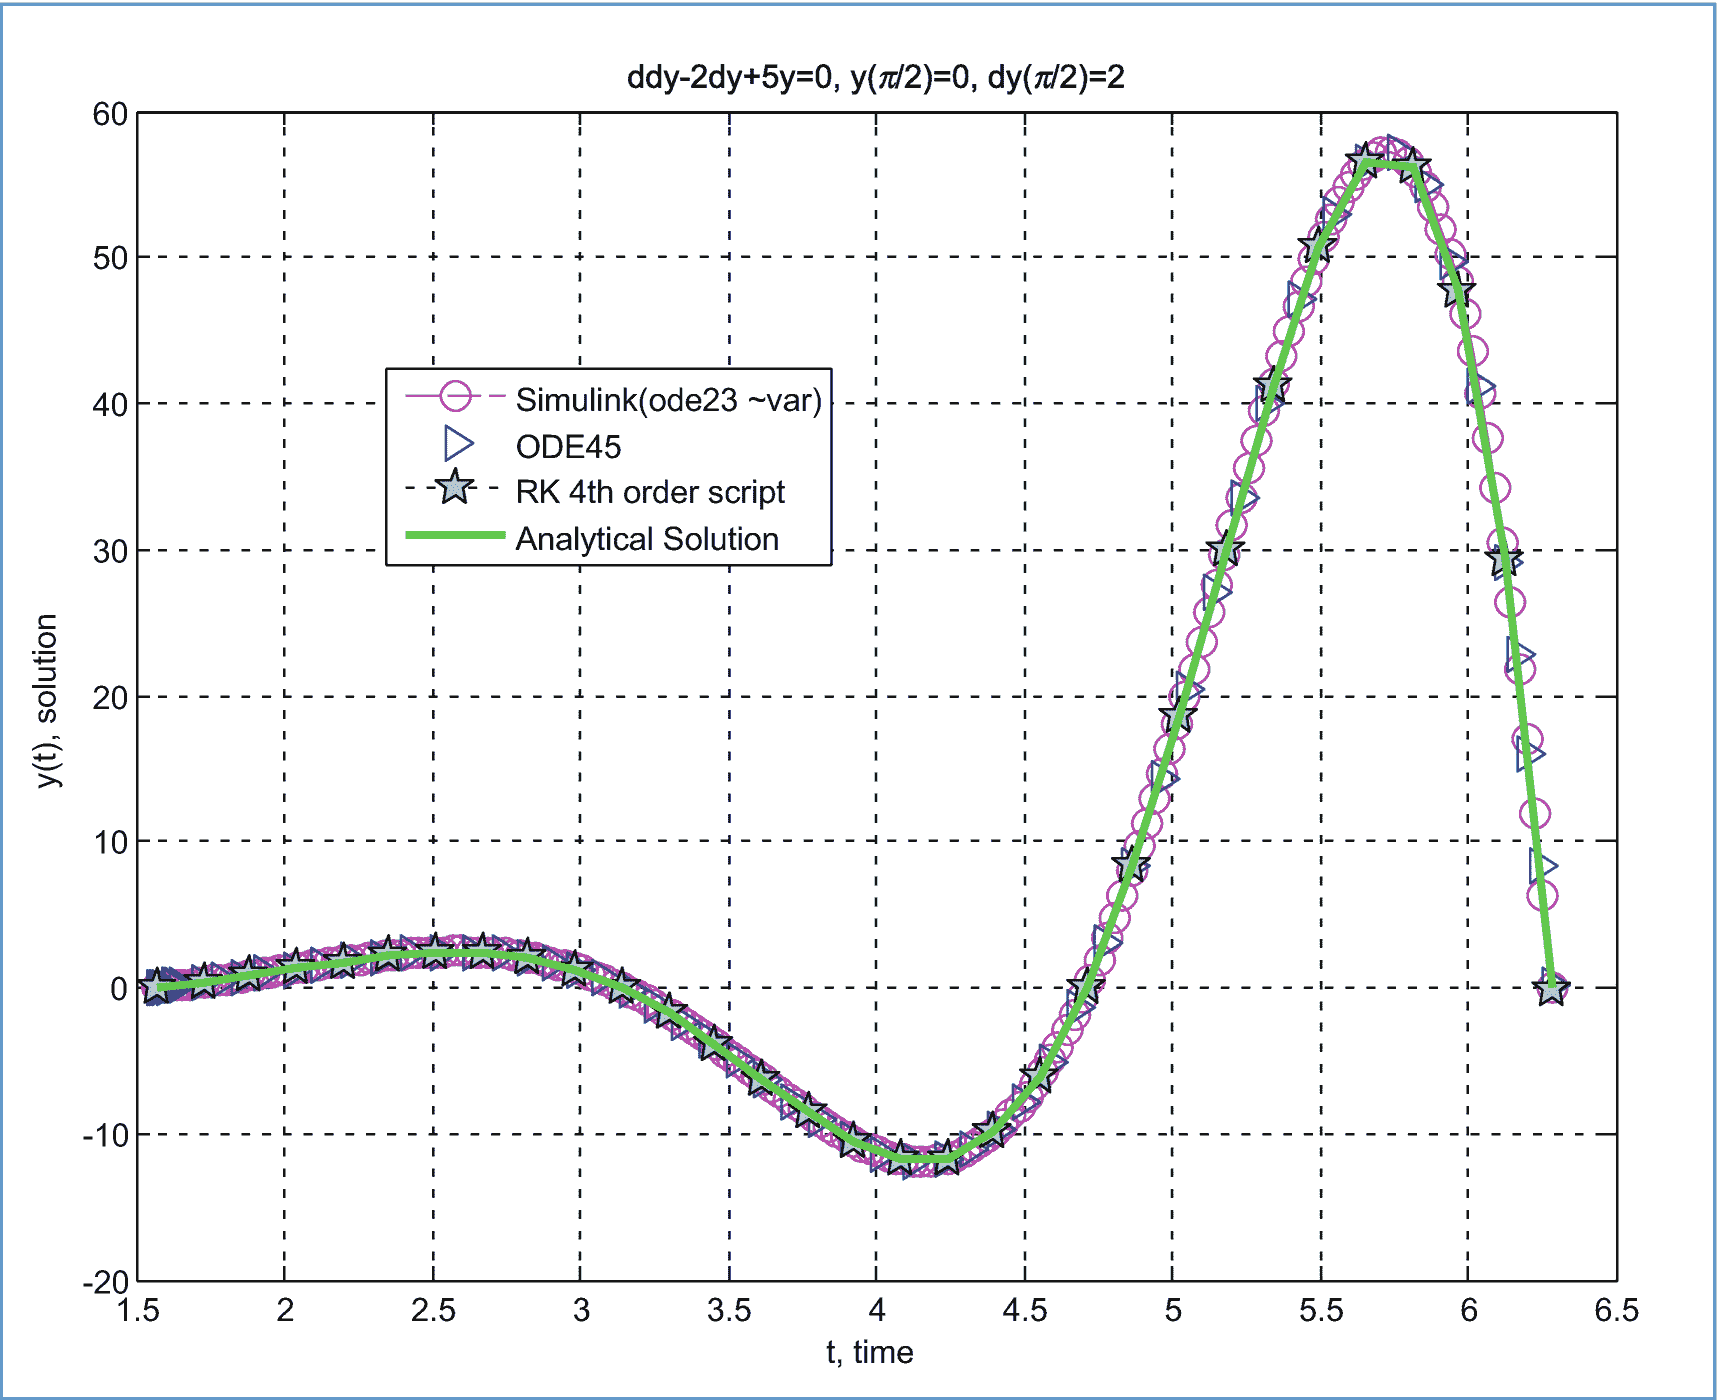 ddy-2dy+5y=0, y(π/2)=0, dy(π/2)=2
60
50
40
30
20
10
0
-10
-20
y(t), solution
Simulink(ode23 ~var)
ODE45
RK 4th order script
Analytical Solution
1.5 2 2.5 3 3.5 4 4.5 5 5.5 6 6.5
t, time